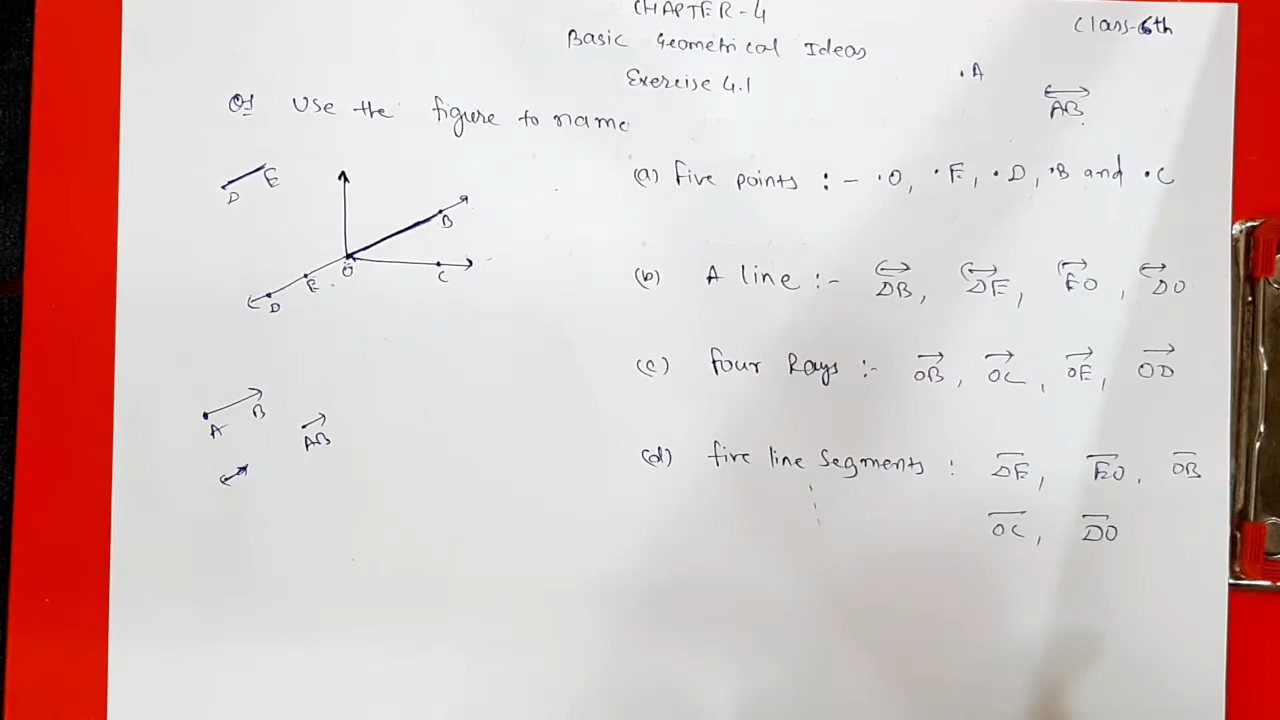 CHAPTER-4
Class-6th
Basic Geometrical Ideas
Exercise 4.1
.A
AB
Q1 Use the figure to name
(a) Five points :- ·O, ·E, ·D, ·B and ·C
D E
B
O
C
E
D
(b) A line :- DB, DE, EO, DO
(c) Four Rays :- OB, OC, OE, OD
A B
AB
(d) five line Segments : DE, EO, OB
OC, DO